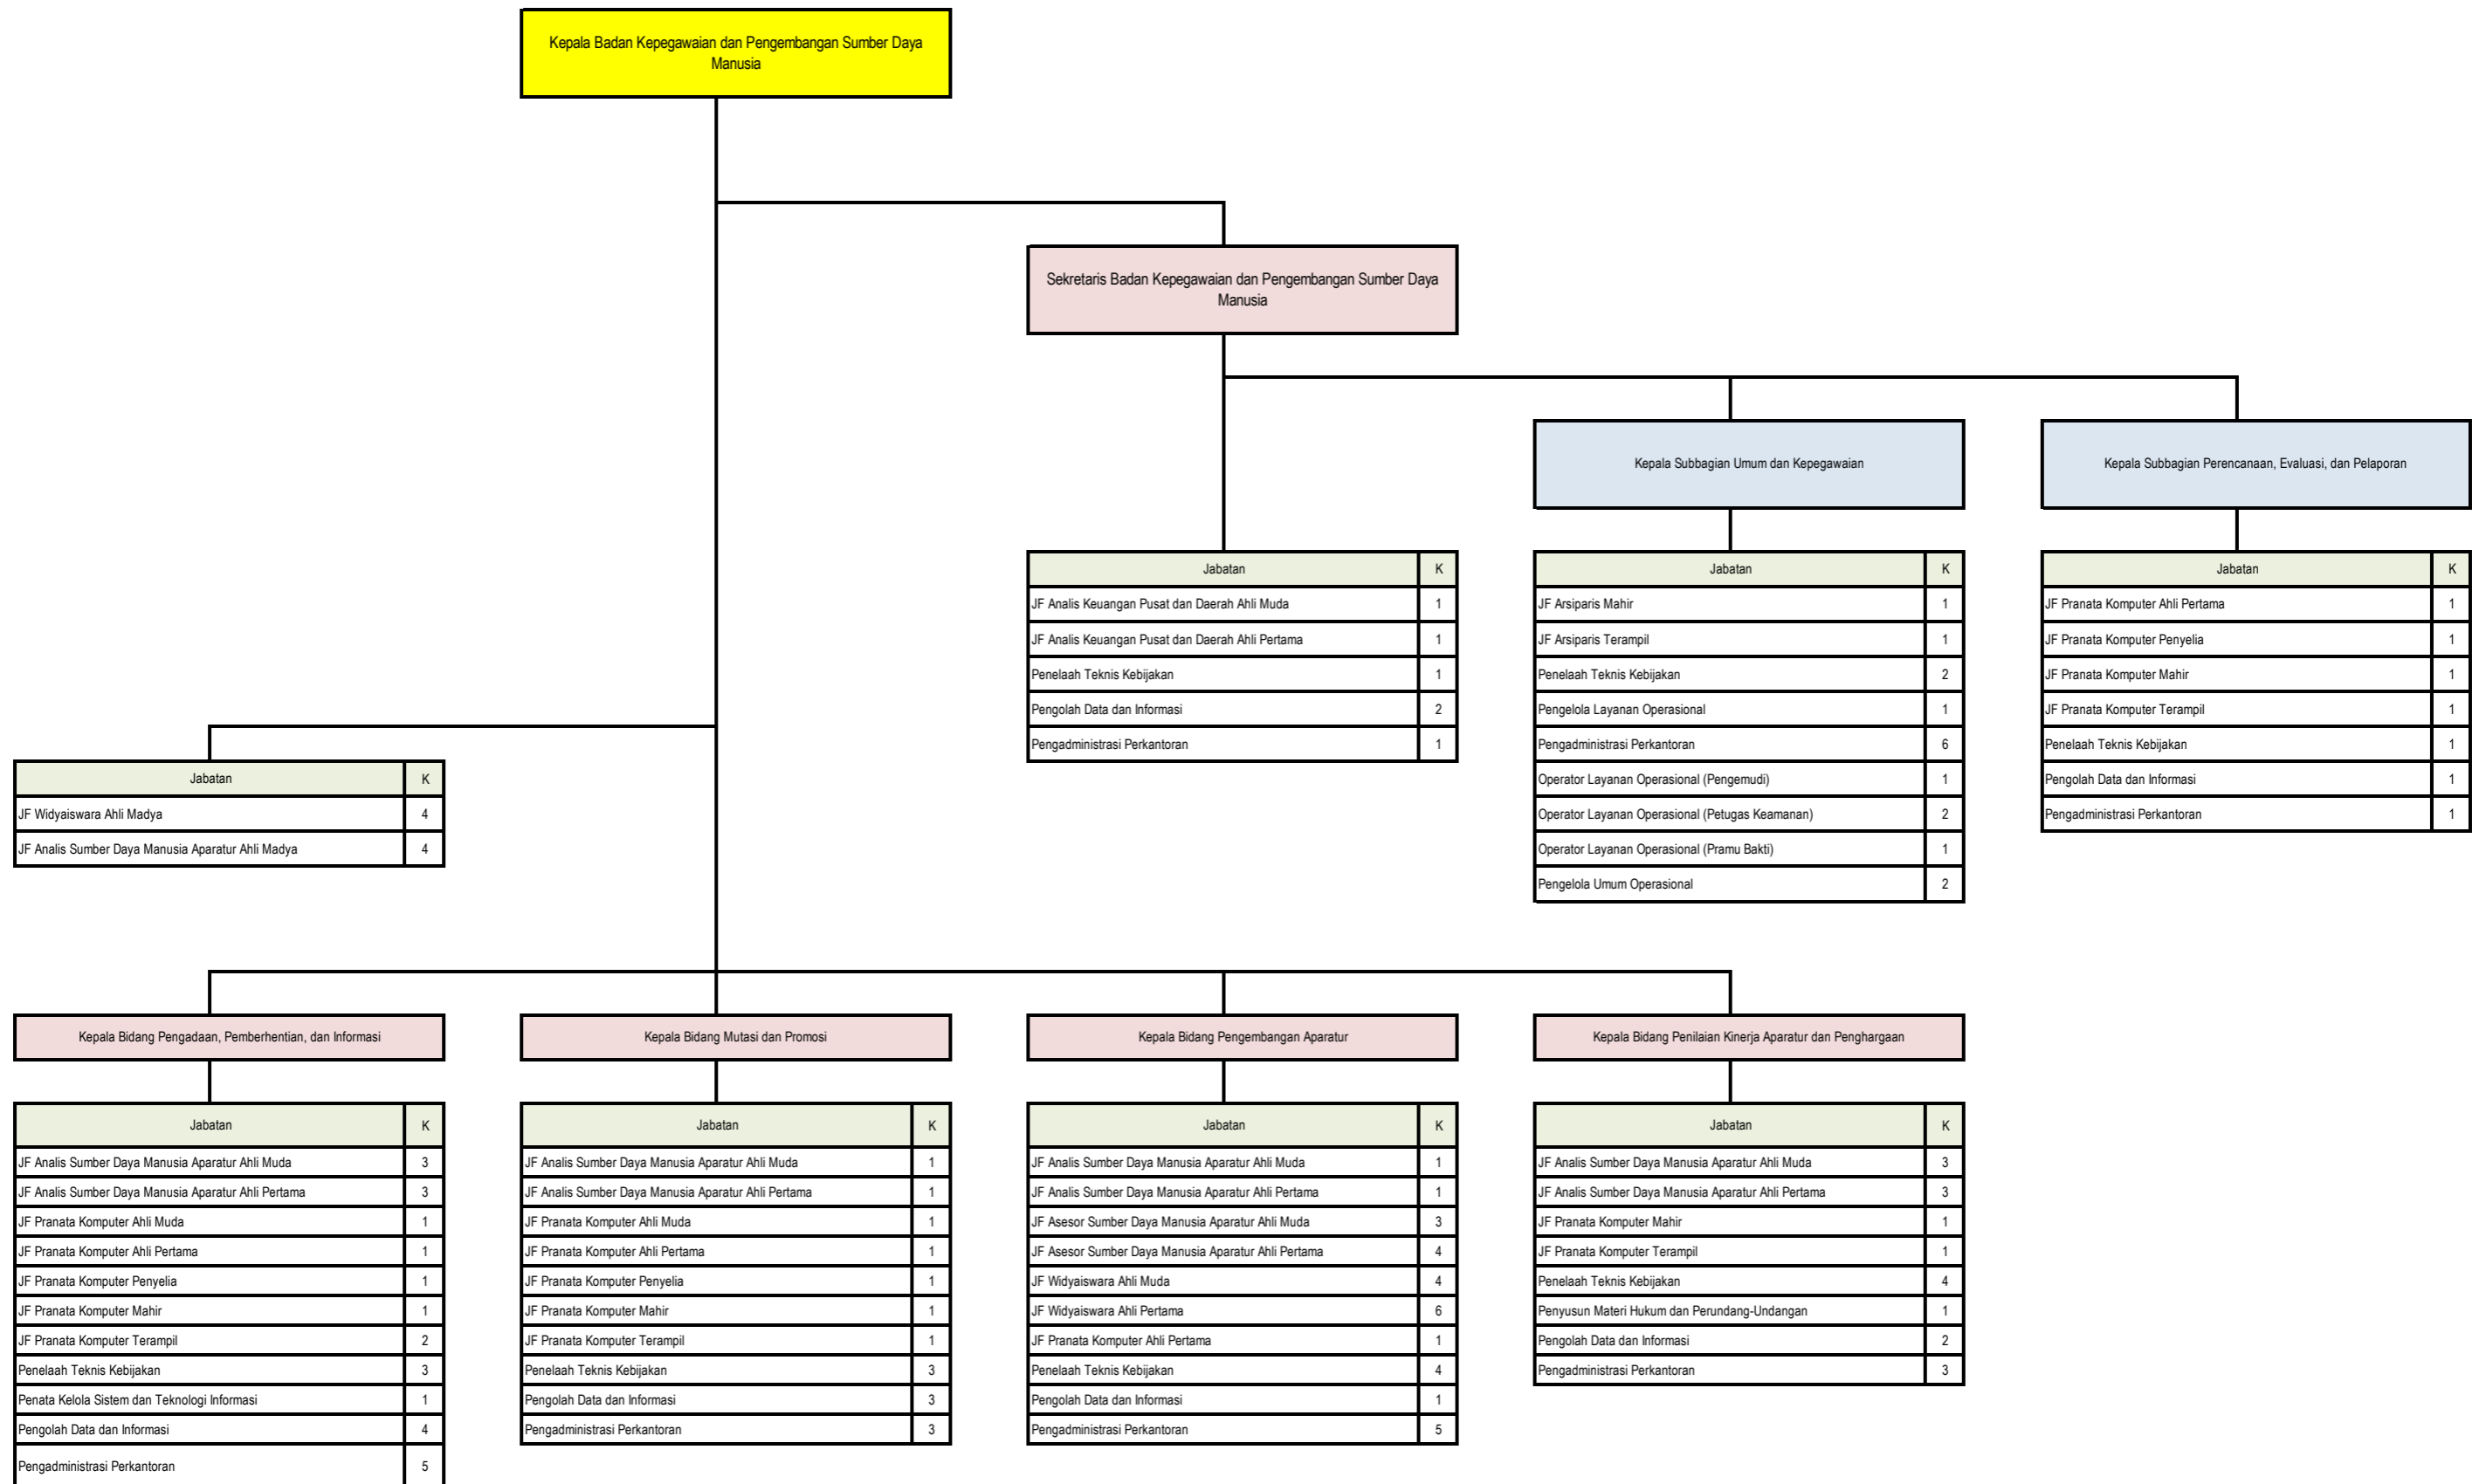 Kepala Badan Kepegawaian dan Pengembangan Sumber Daya
Manusia
Sekretaris Badan Kepegawaian dan Pengembangan Sumber Daya
Manusia
Kepala Subbagian Umum dan Kepegawaian
Kepala Subbagian Perencanaan, Evaluasi, dan Pelaporan
Jabatan K
JF Analis Keuangan Pusat dan Daerah Ahli Muda 1
JF Analis Keuangan Pusat dan Daerah Ahli Pertama 1
Penelaah Teknis Kebijakan 1
Pengolah Data dan Informasi 2
Pengadministrasi Perkantoran 1
Jabatan K
JF Arsiparis Mahir 1
JF Arsiparis Terampil 1
Penelaah Teknis Kebijakan 2
Pengelola Layanan Operasional 1
Pengadministrasi Perkantoran 6
Operator Layanan Operasional (Pengemudi) 1
Operator Layanan Operasional (Petugas Keamanan) 2
Operator Layanan Operasional (Pramu Bakti) 1
Pengelola Umum Operasional 2
Jabatan K
JF Pranata Komputer Ahli Pertama 1
JF Pranata Komputer Penyelia 1
JF Pranata Komputer Mahir 1
JF Pranata Komputer Terampil 1
Penelaah Teknis Kebijakan 1
Pengolah Data dan Informasi 1
Pengadministrasi Perkantoran 1
Jabatan K
JF Widyaiswara Ahli Madya 4
JF Analis Sumber Daya Manusia Aparatur Ahli Madya 4
Kepala Bidang Pengadaan, Pemberhentian, dan Informasi
Jabatan K
JF Analis Sumber Daya Manusia Aparatur Ahli Muda 3
JF Analis Sumber Daya Manusia Aparatur Ahli Pertama 3
JF Pranata Komputer Ahli Muda 1
JF Pranata Komputer Ahli Pertama 1
JF Pranata Komputer Penyelia 1
JF Pranata Komputer Mahir 1
JF Pranata Komputer Terampil 2
Penelaah Teknis Kebijakan 3
Penata Kelola Sistem dan Teknologi Informasi 1
Pengolah Data dan Informasi 4
Pengadministrasi Perkantoran 5
Kepala Bidang Mutasi dan Promosi
Jabatan K
JF Analis Sumber Daya Manusia Aparatur Ahli Muda 1
JF Analis Sumber Daya Manusia Aparatur Ahli Pertama 1
JF Pranata Komputer Ahli Muda 1
JF Pranata Komputer Ahli Pertama 1
JF Pranata Komputer Penyelia 1
JF Pranata Komputer Mahir 1
JF Pranata Komputer Terampil 1
Penelaah Teknis Kebijakan 3
Pengolah Data dan Informasi 3
Pengadministrasi Perkantoran 3
Kepala Bidang Pengembangan Aparatur
Jabatan K
JF Analis Sumber Daya Manusia Aparatur Ahli Muda 1
JF Analis Sumber Daya Manusia Aparatur Ahli Pertama 1
JF Asesor Sumber Daya Manusia Aparatur Ahli Muda 3
JF Asesor Sumber Daya Manusia Aparatur Ahli Pertama 4
JF Widyaiswara Ahli Muda 4
JF Widyaiswara Ahli Pertama 6
JF Pranata Komputer Ahli Pertama 1
Penelaah Teknis Kebijakan 4
Pengolah Data dan Informasi 1
Pengadministrasi Perkantoran 5
Kepala Bidang Penilaian Kinerja Aparatur dan Penghargaan
Jabatan K
JF Analis Sumber Daya Manusia Aparatur Ahli Muda 3
JF Analis Sumber Daya Manusia Aparatur Ahli Pertama 3
JF Pranata Komputer Mahir 1
JF Pranata Komputer Terampil 1
Penelaah Teknis Kebijakan 4
Penyusun Materi Hukum dan Perundang-Undangan 1
Pengolah Data dan Informasi 2
Pengadministrasi Perkantoran 3